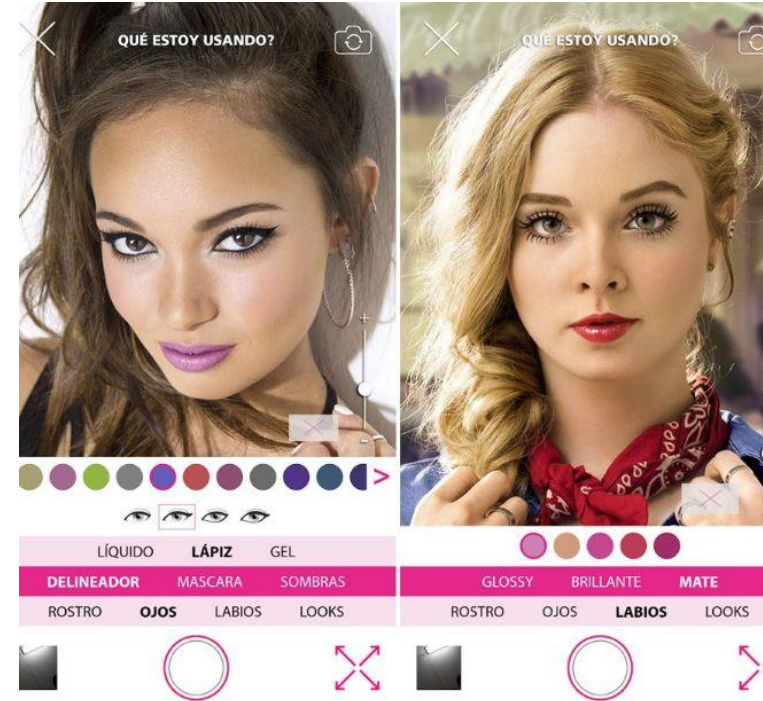 QUÉ ESTOY USANDO?
LÍQUIDO LÁPIZ GEL
DELINEADOR MASCARA SOMBRAS
ROSTRO OJOS LABIOS LOOKS
QUÉ ESTOY USANDO?
GLOSSY BRILLANTE MATE
ROSTRO OJOS LABIOS LOOKS